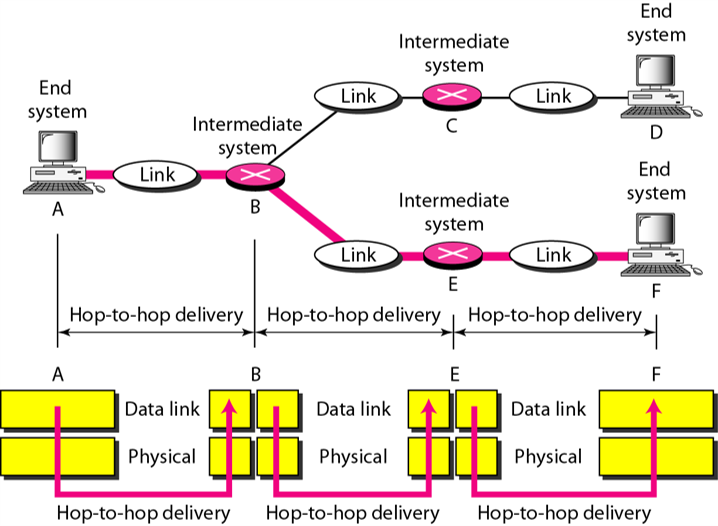 End
system
Intermediate
system
Link
Link
C
D
End
system
Intermediate
system
Link
A
B
End
system
Intermediate
system
Link
Link
E
F
Hop-to-hop delivery
Hop-to-hop delivery
Hop-to-hop delivery
A
B
E
F
Data link
Data link
Data link
Physical
Physical
Physical
Hop-to-hop delivery
Hop-to-hop delivery
Hop-to-hop delivery